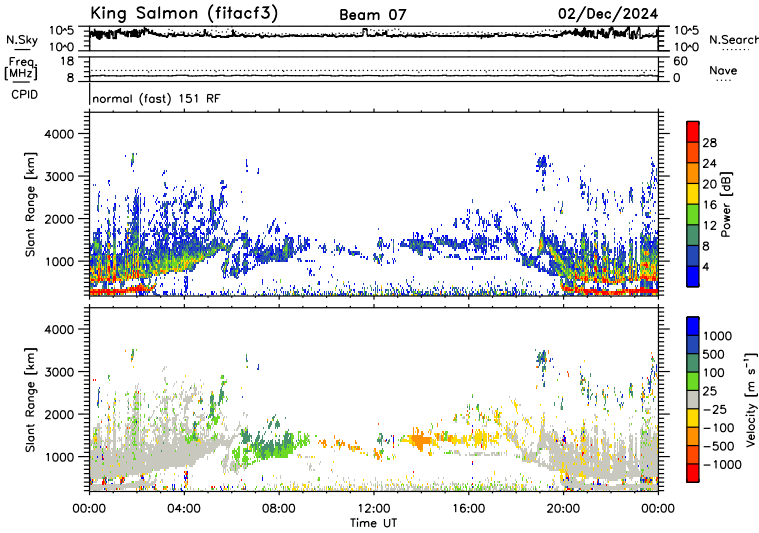 King Salmon (fitacf3) Beam 07 02/Dec/2024
N.Sky 10^5 10^0 10^5 10^0 N.Search
Freq. [MHz] 18 8 60 0 Nave
CPID normal (fast) 151 RF
Slant Range [km] 4000 3000 2000 1000
Power [dB] 28 24 20 16 12 8 4
Slant Range [km] 4000 3000 2000 1000
Velocity [m s^-1] 1000 500 100 25 -25 -100 -500 -1000
00:00 04:00 08:00 12:00 16:00 20:00 00:00
Time UT